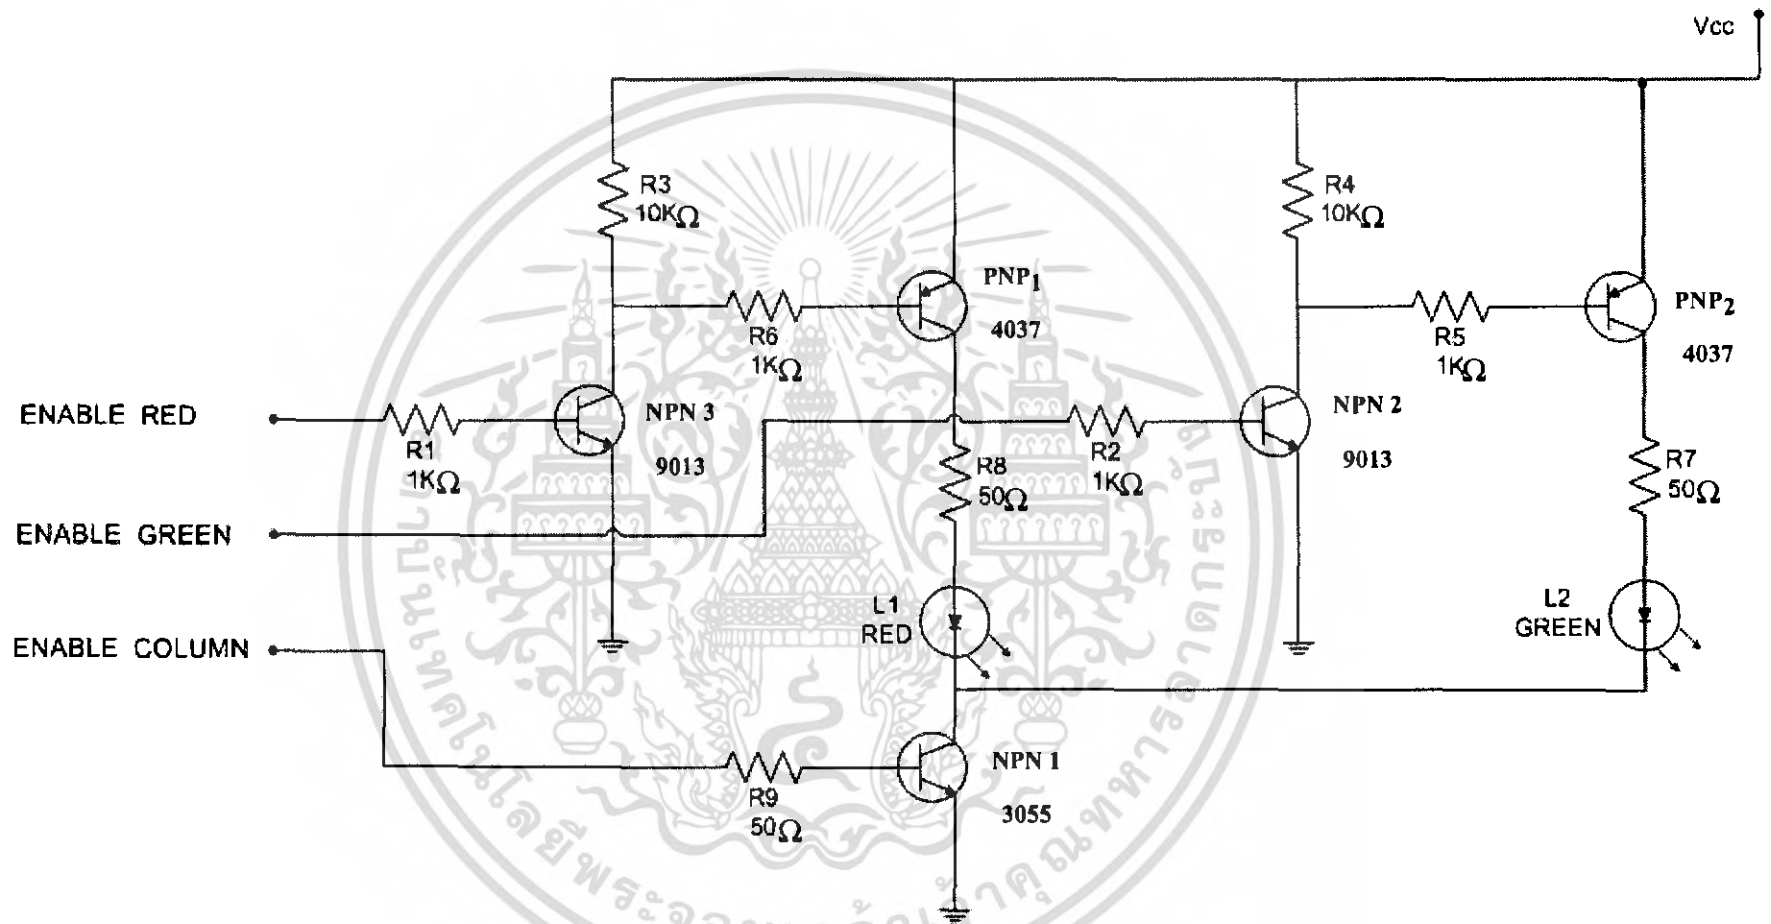 Vcc
R3
10KΩ
R4
10KΩ
PNP1
4037
R6
1KΩ
PNP2
4037
R5
1KΩ
ENABLE RED
R1
1KΩ
NPN 3
9013
R2
1KΩ
NPN 2
9013
R8
50Ω
R7
50Ω
ENABLE GREEN
L1
RED
L2
GREEN
ENABLE COLUMN
R9
50Ω
NPN 1
3055